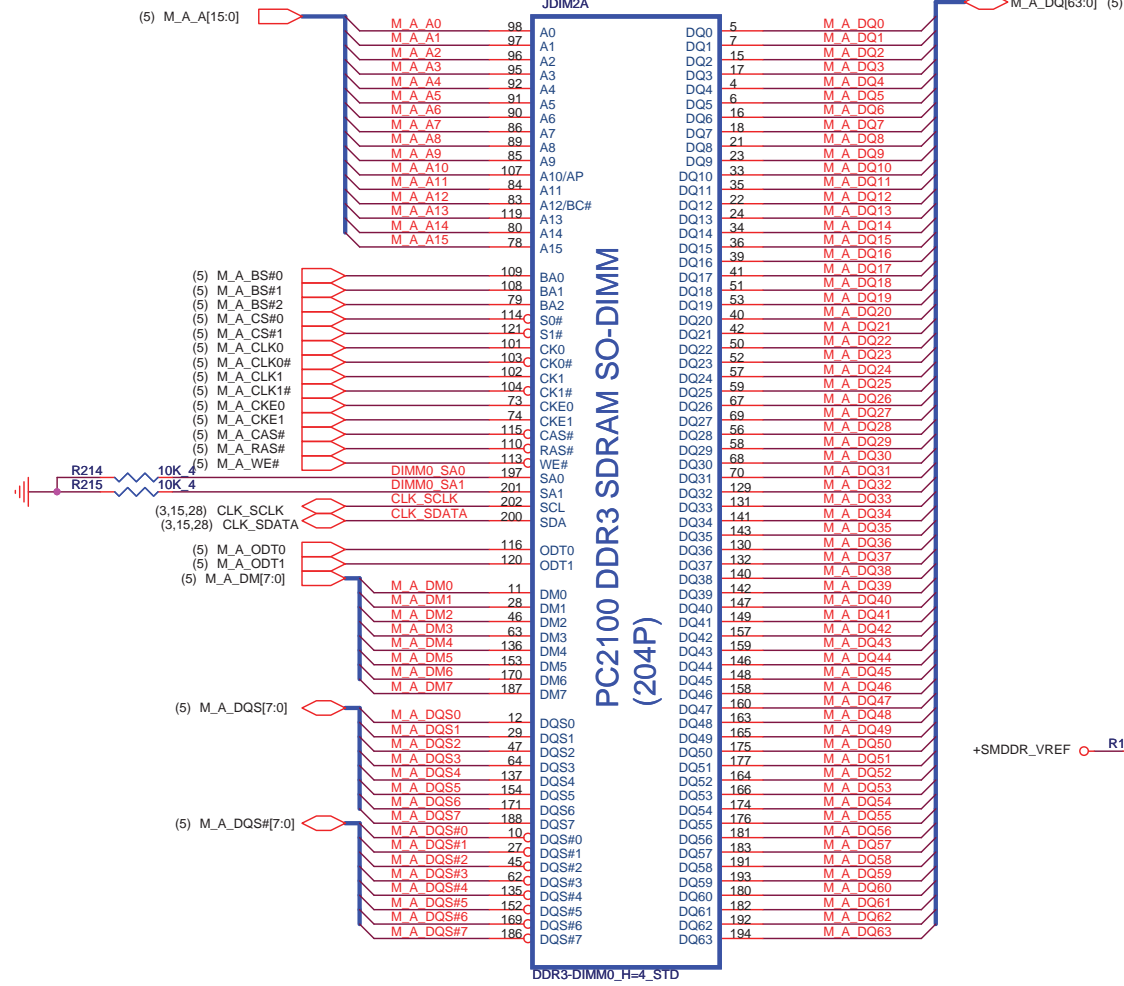 JDIM2A
(5) M_A_A[15:0]
M_A_DQ[63:0] (5)
M_A_A0 98 A0 DQ0 5 M_A_DQ0
M_A_A1 97 A1 DQ1 7 M_A_DQ1
M_A_A2 96 A2 DQ2 15 M_A_DQ2
M_A_A3 95 A3 DQ3 17 M_A_DQ3
M_A_A4 92 A4 DQ4 4 M_A_DQ4
M_A_A5 91 A5 DQ5 6 M_A_DQ5
M_A_A6 90 A6 DQ6 16 M_A_DQ6
M_A_A7 86 A7 DQ7 18 M_A_DQ7
M_A_A8 89 A8 DQ8 21 M_A_DQ8
M_A_A9 85 A9 DQ9 23 M_A_DQ9
M_A_A10 107 A10/AP DQ10 33 M_A_DQ10
M_A_A11 84 A11 DQ11 35 M_A_DQ11
M_A_A12 83 A12/BC# DQ12 22 M_A_DQ12
M_A_A13 119 A13 DQ13 24 M_A_DQ13
M_A_A14 80 A14 DQ14 34 M_A_DQ14
M_A_A15 78 A15 DQ15 36 M_A_DQ15
DQ16 39 M_A_DQ16
(5) M_A_BS#0 109 BA0 DQ17 41 M_A_DQ17
(5) M_A_BS#1 108 BA1 DQ18 51 M_A_DQ18
(5) M_A_BS#2 79 BA2 DQ19 53 M_A_DQ19
(5) M_A_CS#0 114 S0# DQ20 40 M_A_DQ20
(5) M_A_CS#1 121 S1# DQ21 42 M_A_DQ21
(5) M_A_CLK0 101 CK0 DQ22 50 M_A_DQ22
(5) M_A_CLK0# 103 CK0# DQ23 52 M_A_DQ23
(5) M_A_CLK1 102 CK1 DQ24 57 M_A_DQ24
(5) M_A_CLK1# 104 CK1# DQ25 59 M_A_DQ25
(5) M_A_CKE0 73 CKE0 DQ26 67 M_A_DQ26
(5) M_A_CKE1 74 CKE1 DQ27 69 M_A_DQ27
(5) M_A_CAS# 115 CAS# DQ28 56 M_A_DQ28
(5) M_A_RAS# 110 RAS# DQ29 58 M_A_DQ29
(5) M_A_WE# 113 WE# DQ30 68 M_A_DQ30
R214 10K_4 DIMM0_SA0 197 SA0 DQ31 70 M_A_DQ31
R215 10K_4 DIMM0_SA1 201 SA1 DQ32 129 M_A_DQ32
(3,15,28) CLK_SCLK CLK_SCLK 202 SCL DQ33 131 M_A_DQ33
(3,15,28) CLK_SDATA CLK_SDATA 200 SDA DQ34 141 M_A_DQ34
DQ35 143 M_A_DQ35
(5) M_A_ODT0 116 ODT0 DQ36 130 M_A_DQ36
(5) M_A_ODT1 120 ODT1 DQ37 132 M_A_DQ37
(5) M_A_DM[7:0] DQ38 140 M_A_DQ38
M_A_DM0 11 DM0 DQ39 142 M_A_DQ39
M_A_DM1 28 DM1 DQ40 147 M_A_DQ40
M_A_DM2 46 DM2 DQ41 149 M_A_DQ41
M_A_DM3 63 DM3 DQ42 157 M_A_DQ42
M_A_DM4 136 DM4 DQ43 159 M_A_DQ43
M_A_DM5 153 DM5 DQ44 146 M_A_DQ44
M_A_DM6 170 DM6 DQ45 148 M_A_DQ45
M_A_DM7 187 DM7 DQ46 158 M_A_DQ46
(5) M_A_DQS[7:0] DQ47 160 M_A_DQ47
M_A_DQS0 12 DQS0 DQ48 163 M_A_DQ48
M_A_DQS1 29 DQS1 DQ49 165 M_A_DQ49
M_A_DQS2 47 DQS2 DQ50 175 M_A_DQ50
M_A_DQS3 64 DQS3 DQ51 177 M_A_DQ51
M_A_DQS4 137 DQS4 DQ52 164 M_A_DQ52
M_A_DQS5 154 DQS5 DQ53 166 M_A_DQ53
M_A_DQS6 171 DQS6 DQ54 174 M_A_DQ54
M_A_DQS7 188 DQS7 DQ55 176 M_A_DQ55
(5) M_A_DQS#[7:0]
M_A_DQS#0 10 DQS#0 DQ56 181 M_A_DQ56
M_A_DQS#1 27 DQS#1 DQ57 183 M_A_DQ57
M_A_DQS#2 45 DQS#2 DQ58 191 M_A_DQ58
M_A_DQS#3 62 DQS#3 DQ59 193 M_A_DQ59
M_A_DQS#4 135 DQS#4 DQ60 180 M_A_DQ60
M_A_DQS#5 152 DQS#5 DQ61 182 M_A_DQ61
M_A_DQS#6 169 DQS#6 DQ62 192 M_A_DQ62
M_A_DQS#7 186 DQS#7 DQ63 194 M_A_DQ63
PC2100 DDR3 SDRAM SO-DIMM
(204P)
DDR3-DIMM0_H=4_STD
+SMDDR_VREF R1